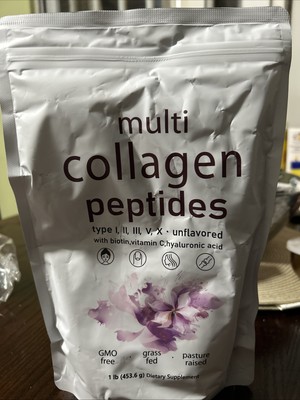 multi
collagen
peptides
type I, II, III, V, X · unflavored
with biotin,vitamin C,hyaluronic acid
GMO free · grass fed · pasture raised
1 lb (453.6 g) Dietary Supplement